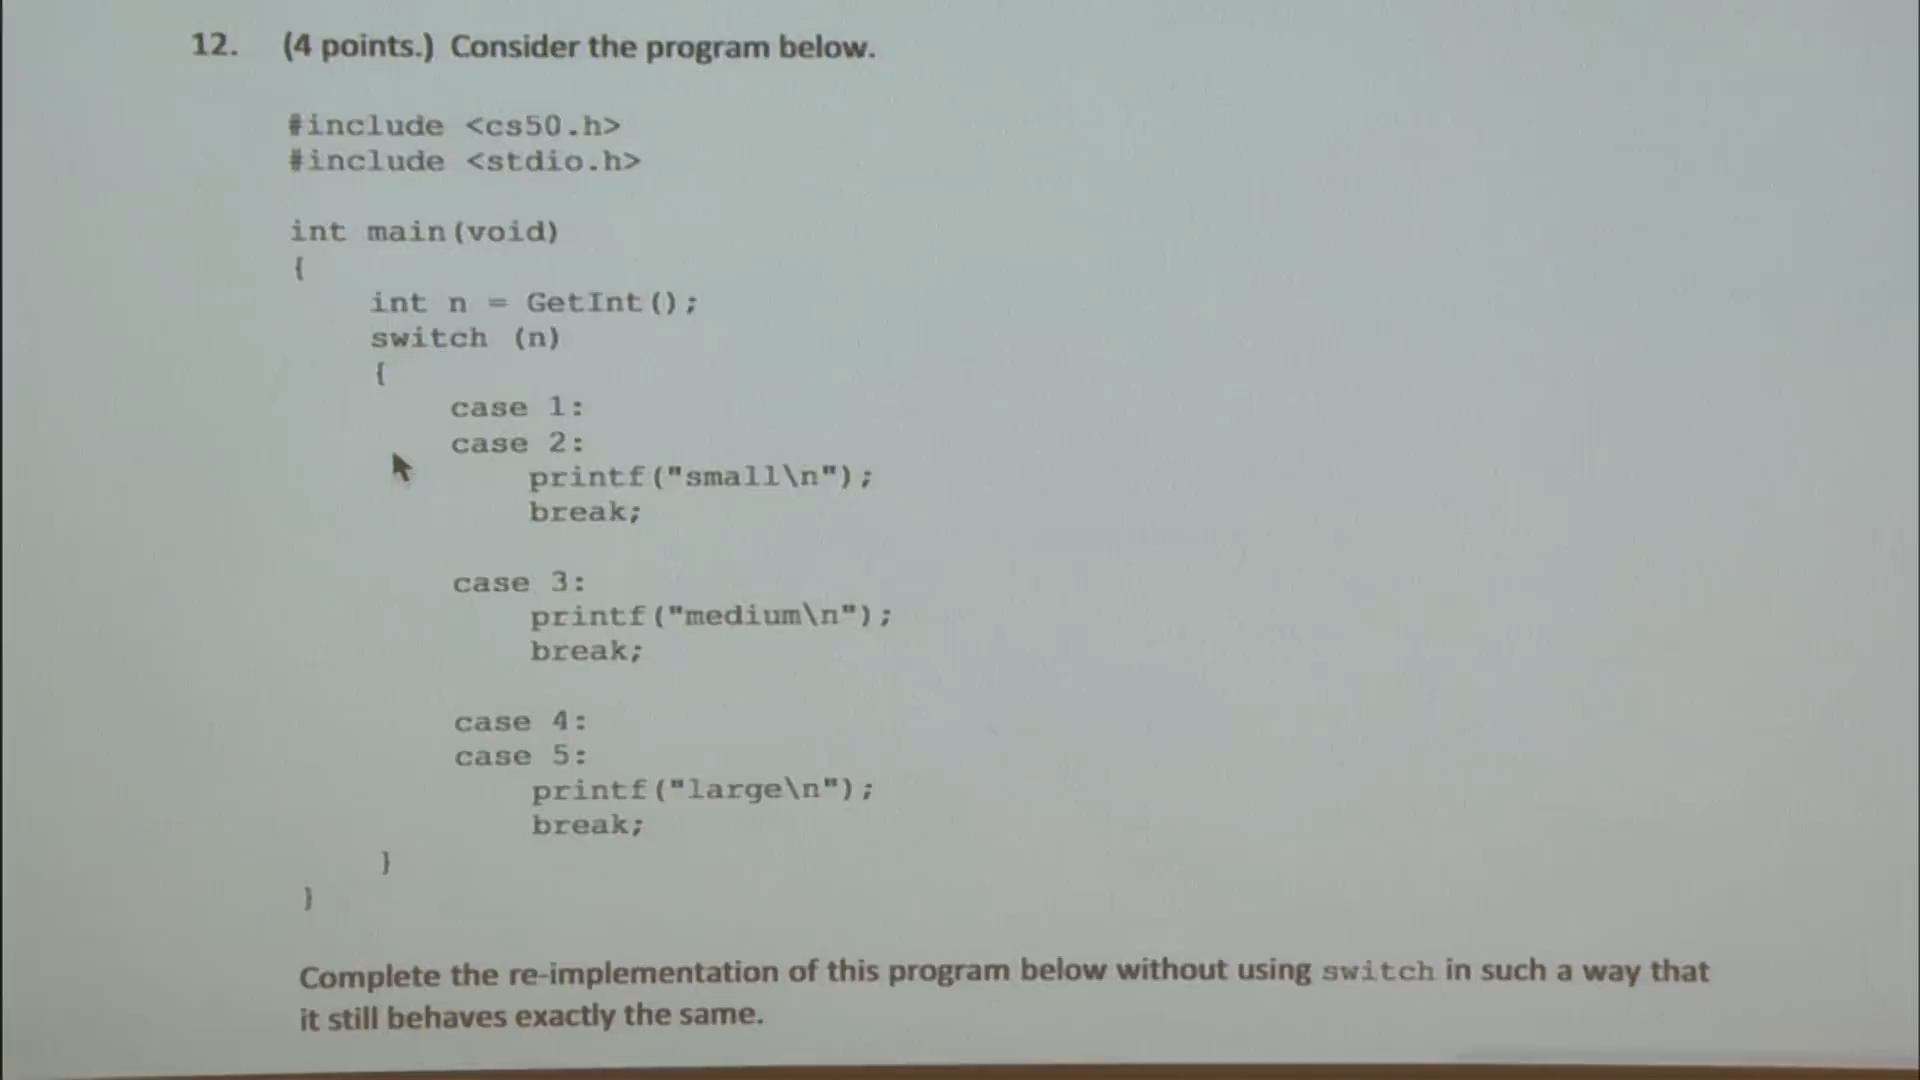 12. (4 points.) Consider the program below.
#include <cs50.h>
#include <stdio.h>
int main(void)
{
int n = GetInt();
switch (n)
{
case 1:
case 2:
printf("small\n");
break;
case 3:
printf("medium\n");
break;
case 4:
case 5:
printf("large\n");
break;
}
}
Complete the re-implementation of this program below without using switch in such a way that
it still behaves exactly the same.